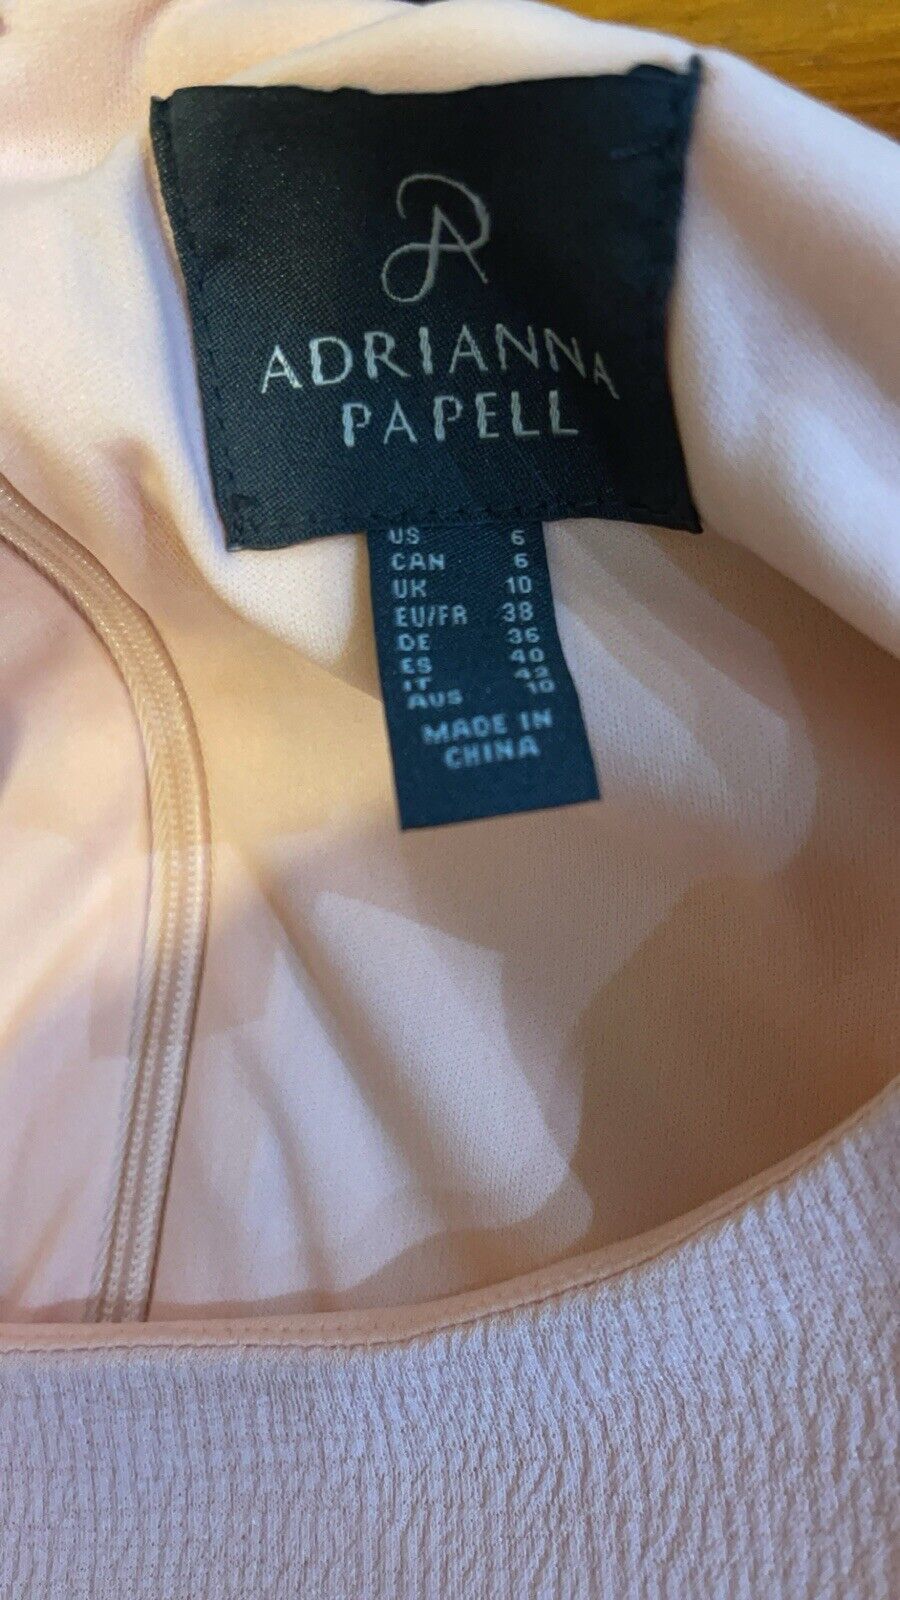 ADRIANNA
PAPELL
US 6
CAN 6
UK 10
EU/FR 38
DE 36
ES 40
IT 42
AUS 10
MADE IN
CHINA